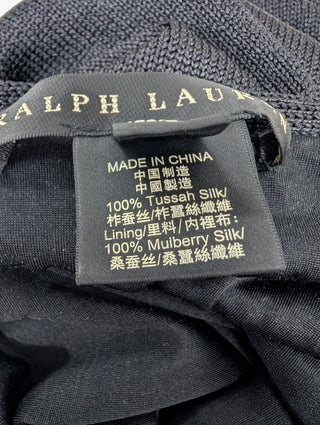 RALPH LAUR
MADE IN CHINA
中国制造
中國製造
100% Tussah Silk/
柞蚕丝/柞蠶絲纖維
Lining/里料/內裡布:
100% Mulberry Silk/
桑蚕丝/桑蠶絲纖維